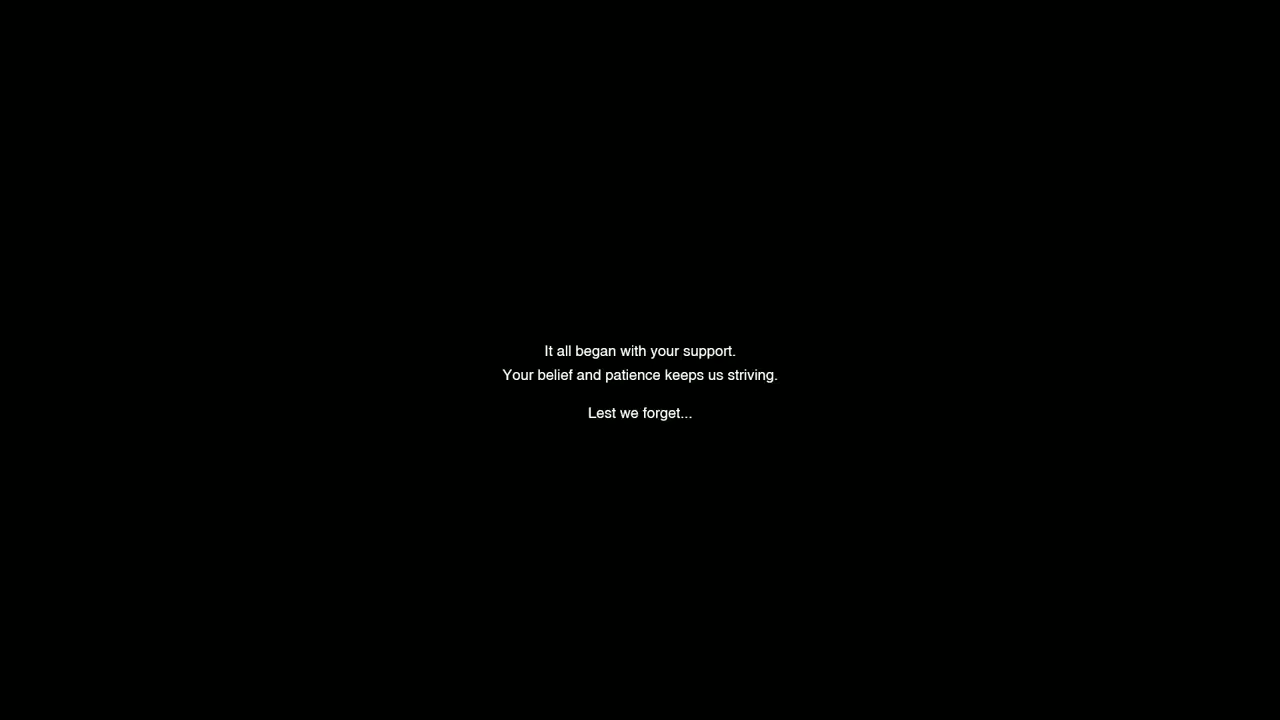 It all began with your support.
Your belief and patience keeps us striving.
Lest we forget...